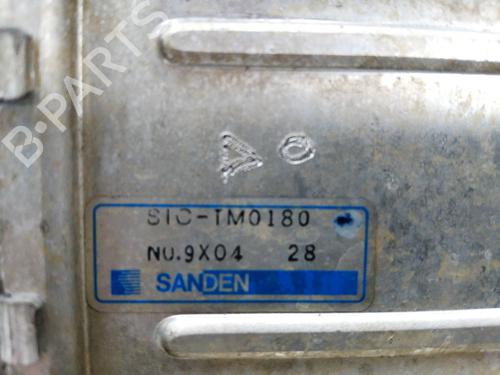 B-PARTS
SIC-TM0180
NO.9X04 28
SANDEN